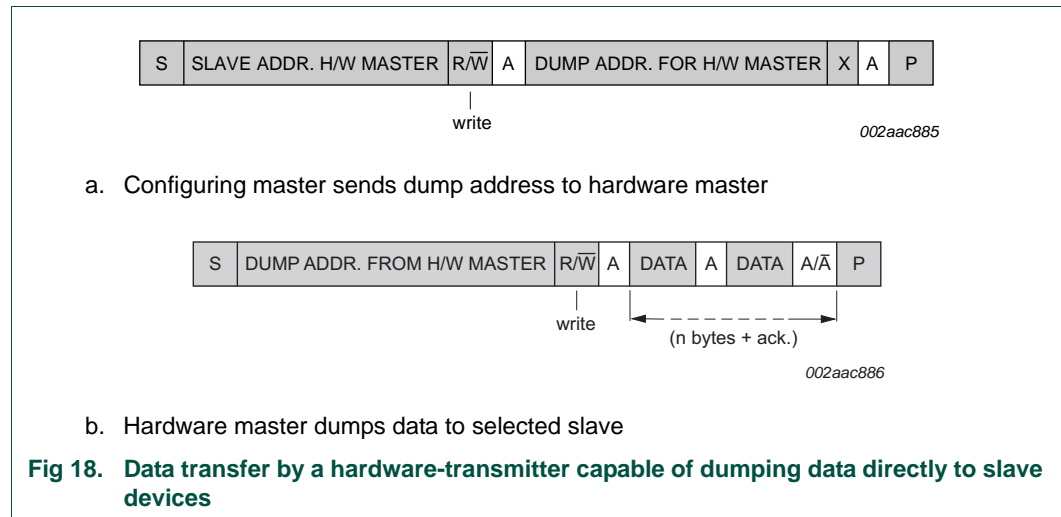 S SLAVE ADDR. H/W MASTER R/W̅ A DUMP ADDR. FOR H/W MASTER X A P
write
002aac885
a. Configuring master sends dump address to hardware master
S DUMP ADDR. FROM H/W MASTER R/W̅ A DATA A DATA A/A̅ P
write
(n bytes + ack.)
002aac886
b. Hardware master dumps data to selected slave
Fig 18. Data transfer by a hardware-transmitter capable of dumping data directly to slave
devices